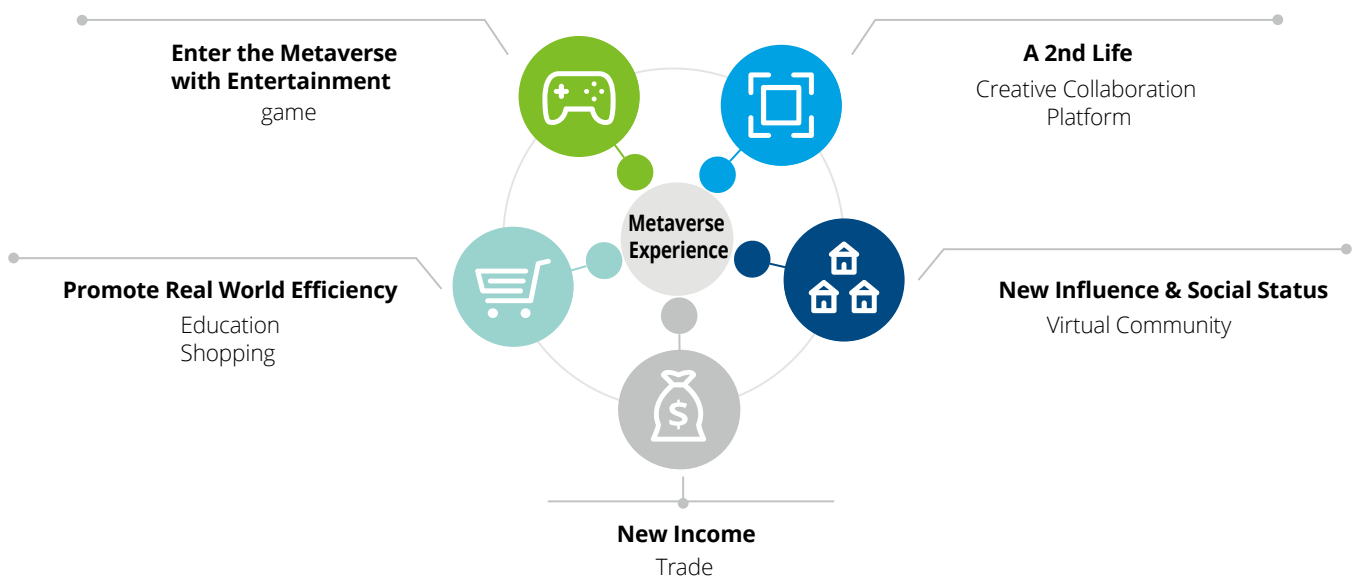 Enter the Metaverse
with Entertainment
game
A 2nd Life
Creative Collaboration
Platform
Metaverse
Experience
Promote Real World Efficiency
Education
Shopping
New Influence & Social Status
Virtual Community
$
New Income
Trade